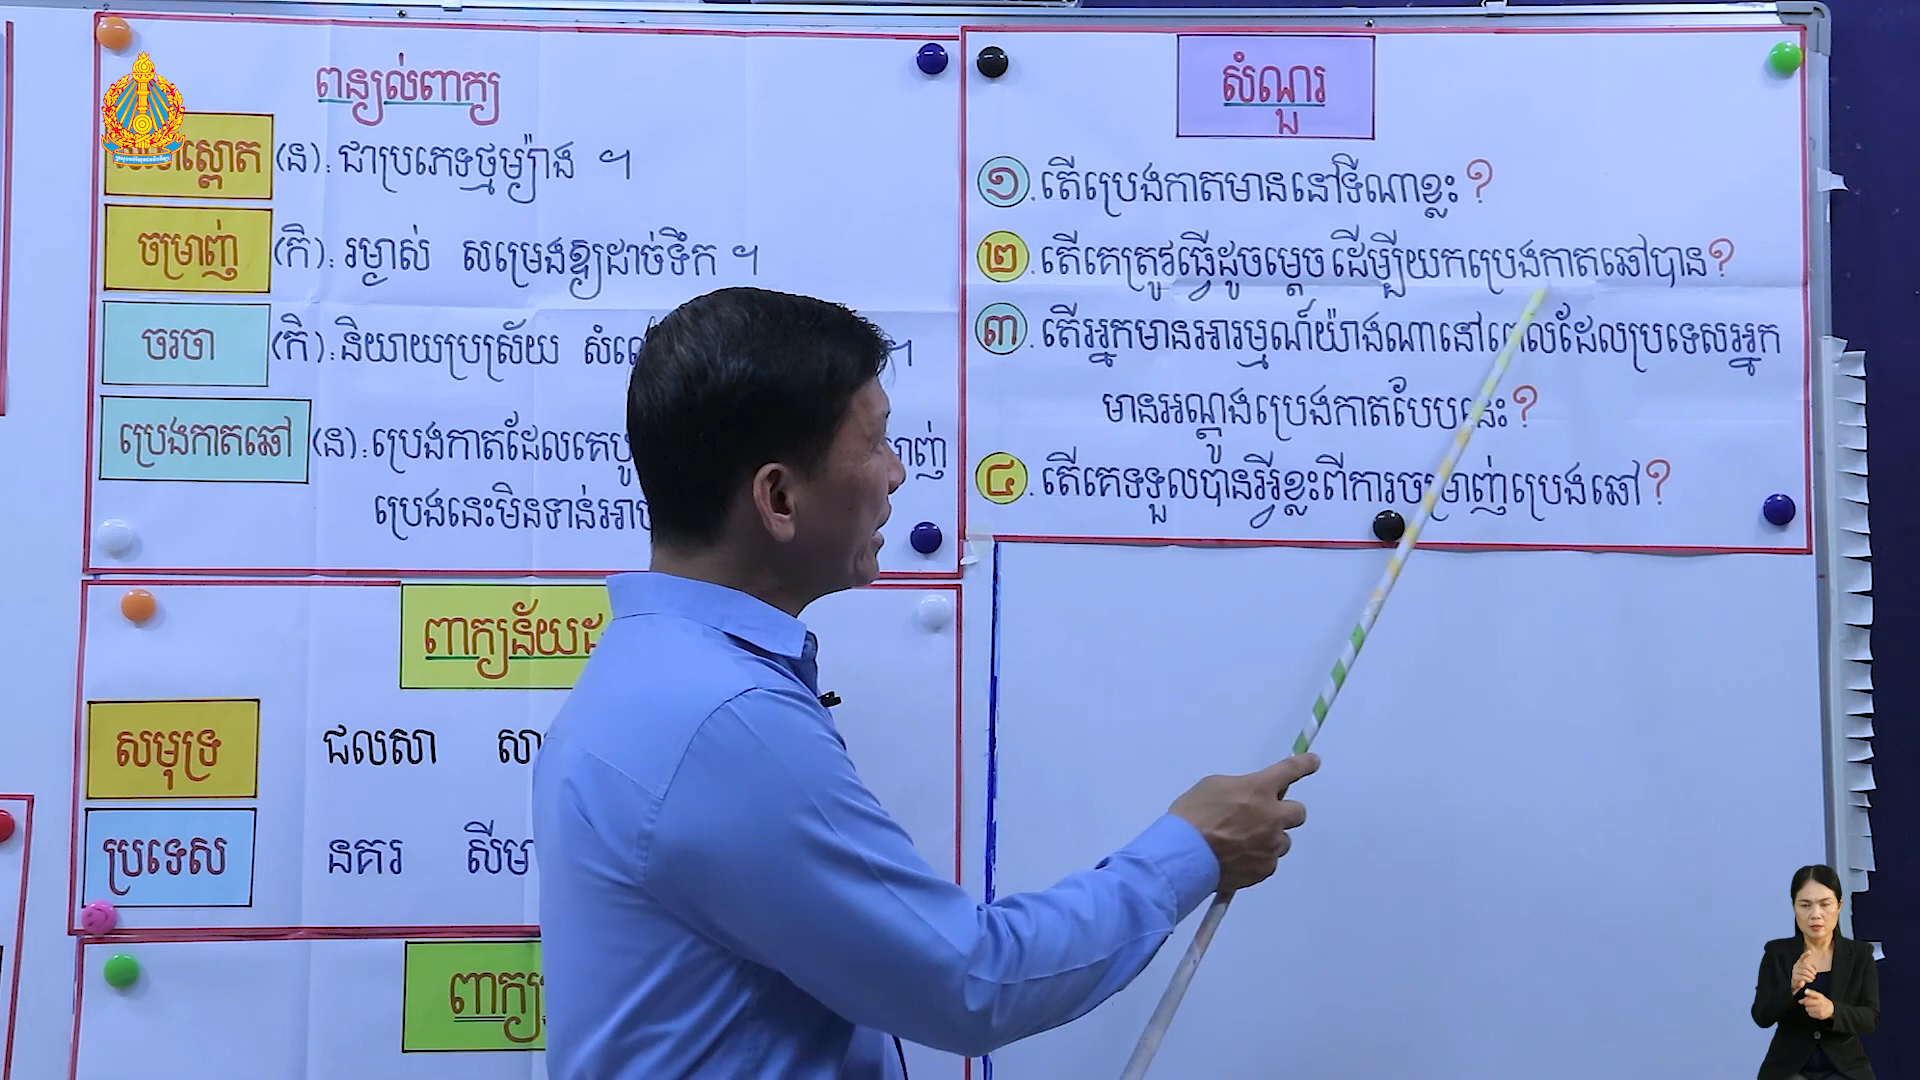 ពន្យល់ពាក្យ
(ន): ជាប្រភេទថ្មម្យ៉ាង ។
ចម្រាញ់ (កិ): រម្ងាស់ សម្រេងឱ្យដាច់ទឹក ។
ចរចា (កិ): និយាយប្រស្រ័យ
ប្រេងកាតឆៅ (ន): ប្រេងកាតដែលគេ
ប្រេងនេះមិនទាន់
ពាក្យន័យ
សមុទ្រ ជលសា
ប្រទេស នគរ
ពាក្យ
សំណួរ
១. តើប្រេងកាតមាននៅទីណាខ្លះ?
២. តើគេត្រូវធ្វើដូចម្ដេច ដើម្បីយកប្រេងកាតឆៅបាន?
៣. តើអ្នកមានអារម្មណ៍យ៉ាងណានៅពេលដែលប្រទេសអ្នក
មានអណ្ដូងប្រេងកាតបែបនេះ?
៤. តើគេទទួលបានអ្វីខ្លះពីការចម្រាញ់ប្រេងឆៅ?